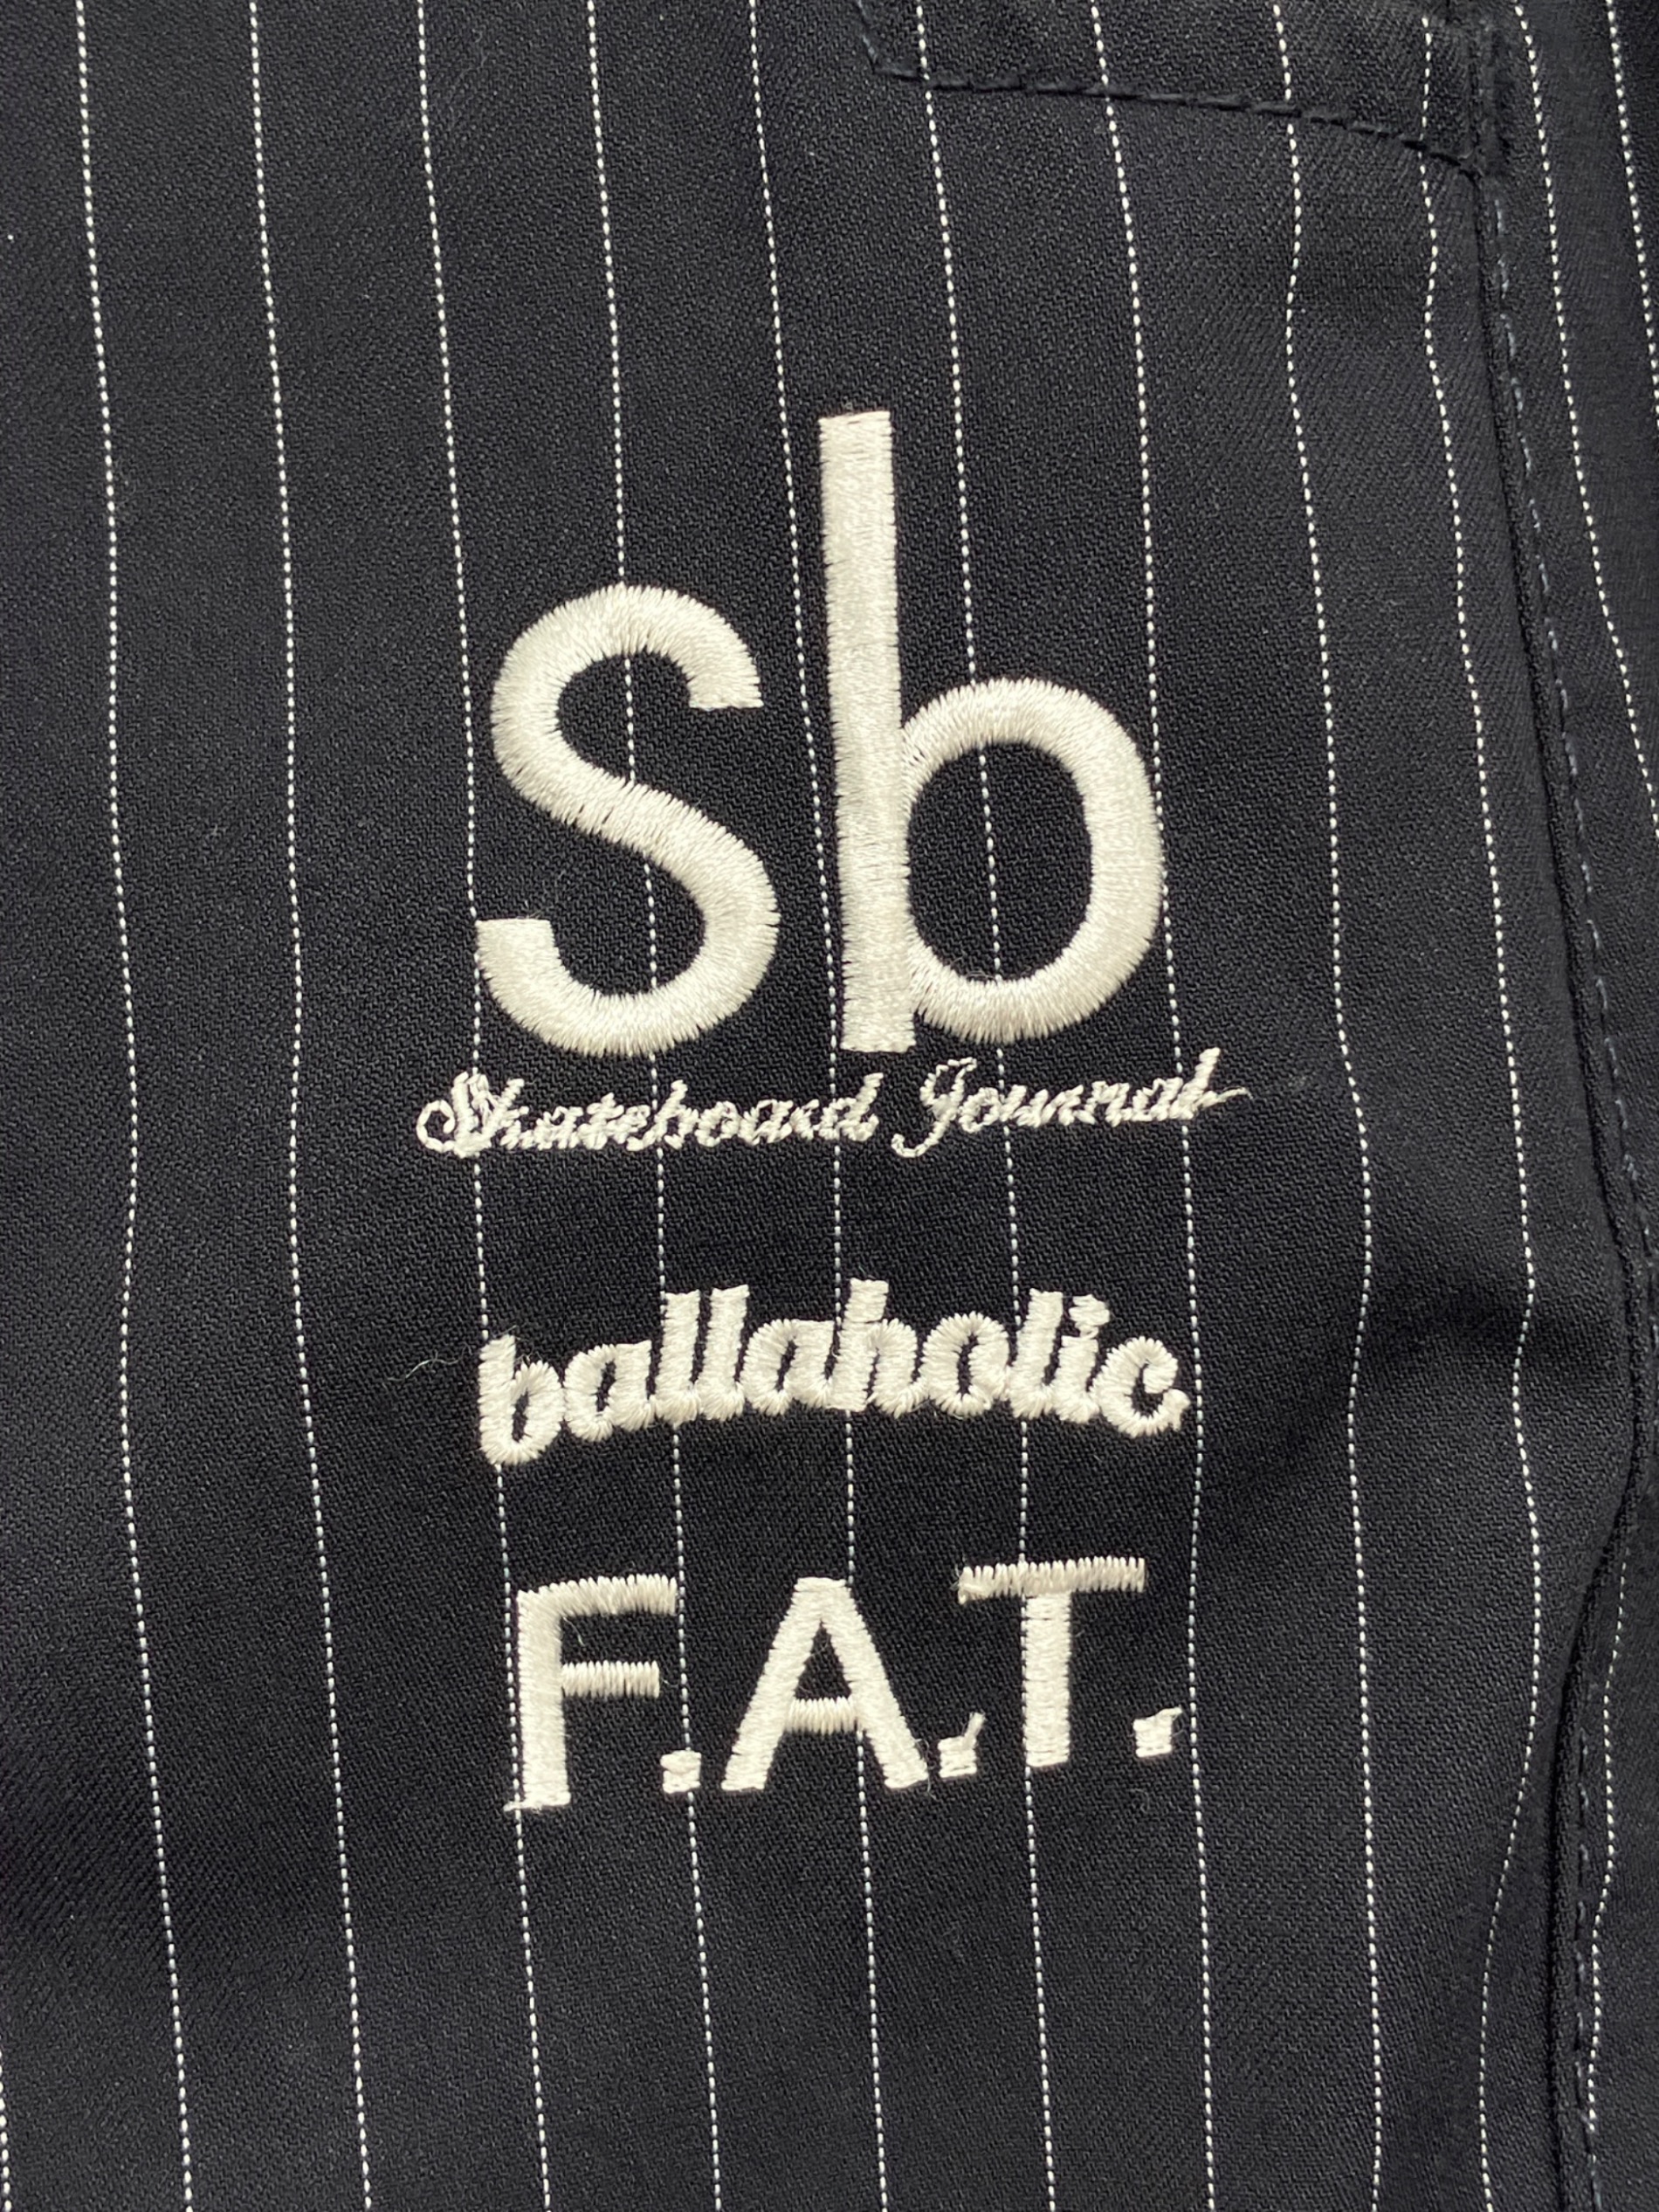 sb
Skateboard Journal
ballaholic
F.A.T.